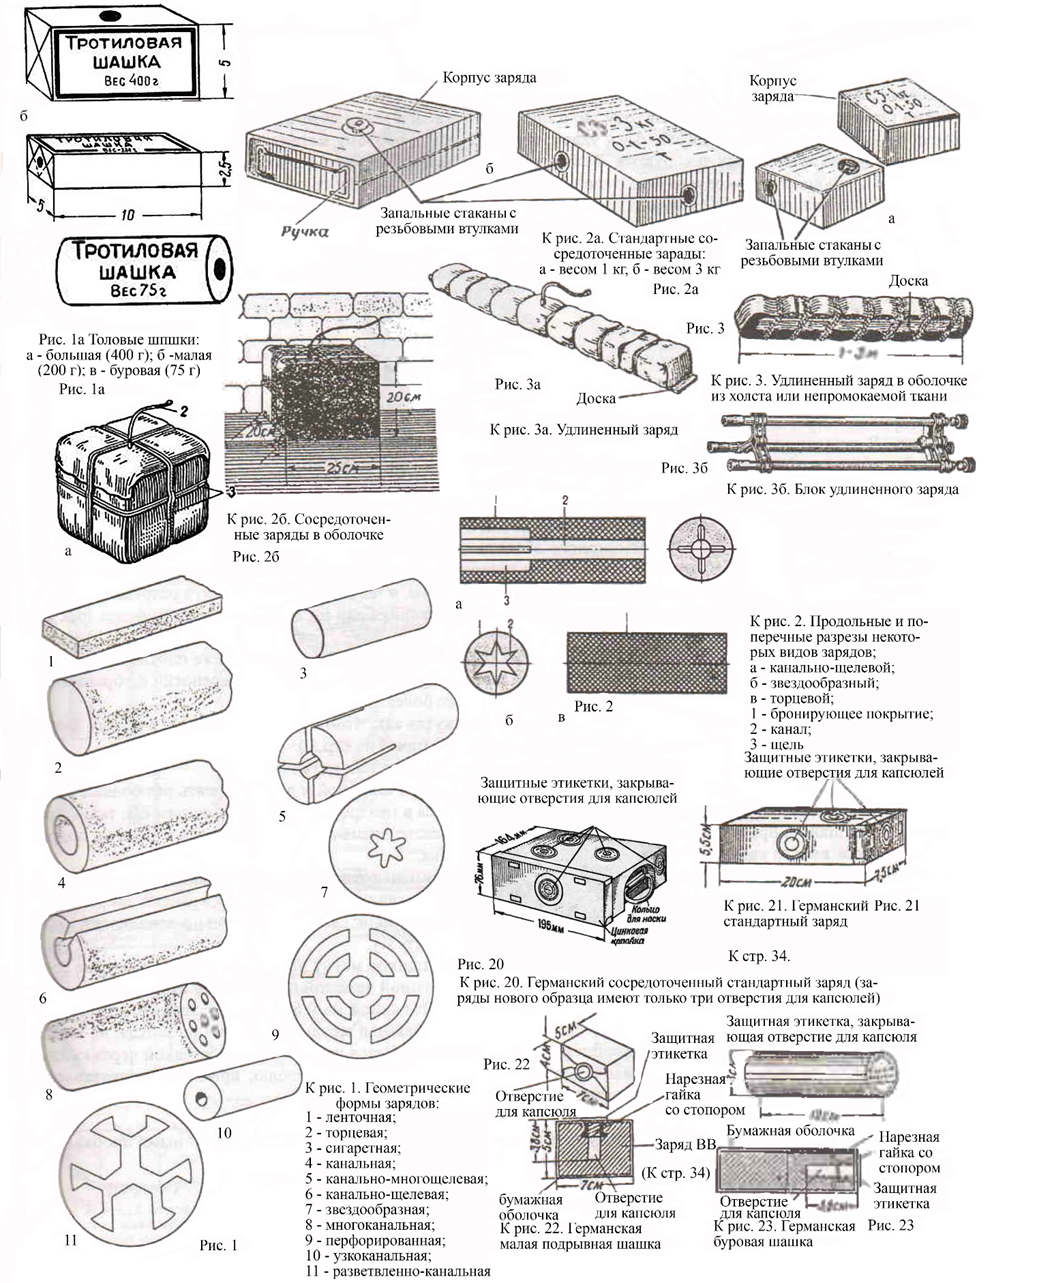 ТРОТИЛОВАЯ
ШАШКА
ВЕС 400 г
5
б
ТРОТИЛОВАЯ
ШАШКА
2,5
5
10
ТРОТИЛОВАЯ
ШАШКА
ВЕС 75 г
Рис. 1а Толовые шпшки:
а - большая (400 г); б -малая
(200 г); в - буровая (75 г)
Рис. 1а
Корпус заряда
б
Ручка
Запальные стаканы с
резьбовыми втулками
СЗ-3 кг
0-1-50
Т
К рис. 2а. Стандартные со-
средоточенные зарады:
а - весом 1 кг, б - весом 3 кг
Рис. 2а
Корпус
заряда
СЗ-1кг
0-1-50
Т
а
Запальные стаканы с
резьбовыми втулками
2
3
а
20см
20см
25см
К рис. 2б. Сосредоточен-
ные заряды в оболочке
Рис. 2б
Рис. 3а
Доска
К рис. 3а. Удлиненный заряд
Рис. 3
Доска
К рис. 3. Удлиненный заряд в оболочке
из холста или непромокаемой ткани
Рис. 3б
К рис. 3б. Блок удлиненного заряда
1
2
3
а
1
2
б
1
в
Рис. 2
К рис. 2. Продольные и по-
перечные разрезы некото-
рых видов зарядов;
а - канально-щелевой;
б - звездообразный;
в - торцевой;
1 - бронирующее покрытие;
2 - канал;
3 - щель
1
2
3
4
5
6
7
8
9
10
11
Рис. 1
К рис. 1. Геометрические
формы зарядов:
1 - ленточная;
2 - торцевая;
3 - сигаретная;
4 - канальная;
5 - канально-многощелевая;
6 - канально-щелевая;
7 - звездообразная;
8 - многоканальная;
9 - перфорированная;
10 - узкоканальная;
11 - разветвленно-канальная
Защитные этикетки, закрыва-
ющие отверстия для капсюлей
164мм
76мм
195мм
Кольцо
для носки
Цинковая
коробка
Рис. 20
К рис. 20. Германский сосредоточенный стандартный заряд (за-
ряды нового образца имеют только три отверстия для капсюлей)
Защитные этикетки, закрыва-
ющие отверстия для капсюлей
5,5см
20см
7,5см
К рис. 21. Германский
стандартный заряд
Рис. 21
К стр. 34.
Рис. 22
5см
4см
7см
Отверстие
для капсюля
Защитная
этикетка
Нарезная
гайка
со стопором
3,8см
5см
7см
Заряд ВВ
(К стр. 34)
бумажная
оболочка
Отверстие
для капсюля
К рис. 22. Германская
малая подрывная шашка
Защитная этикетка, закрыва-
ющая отверстие для капсюля
3см
Бумажная оболочка
Нарезная
гайка со
стопором
Отверстие
для капсюля
Защитная
этикетка
К рис. 23. Германская
буровая шашка
Рис. 23